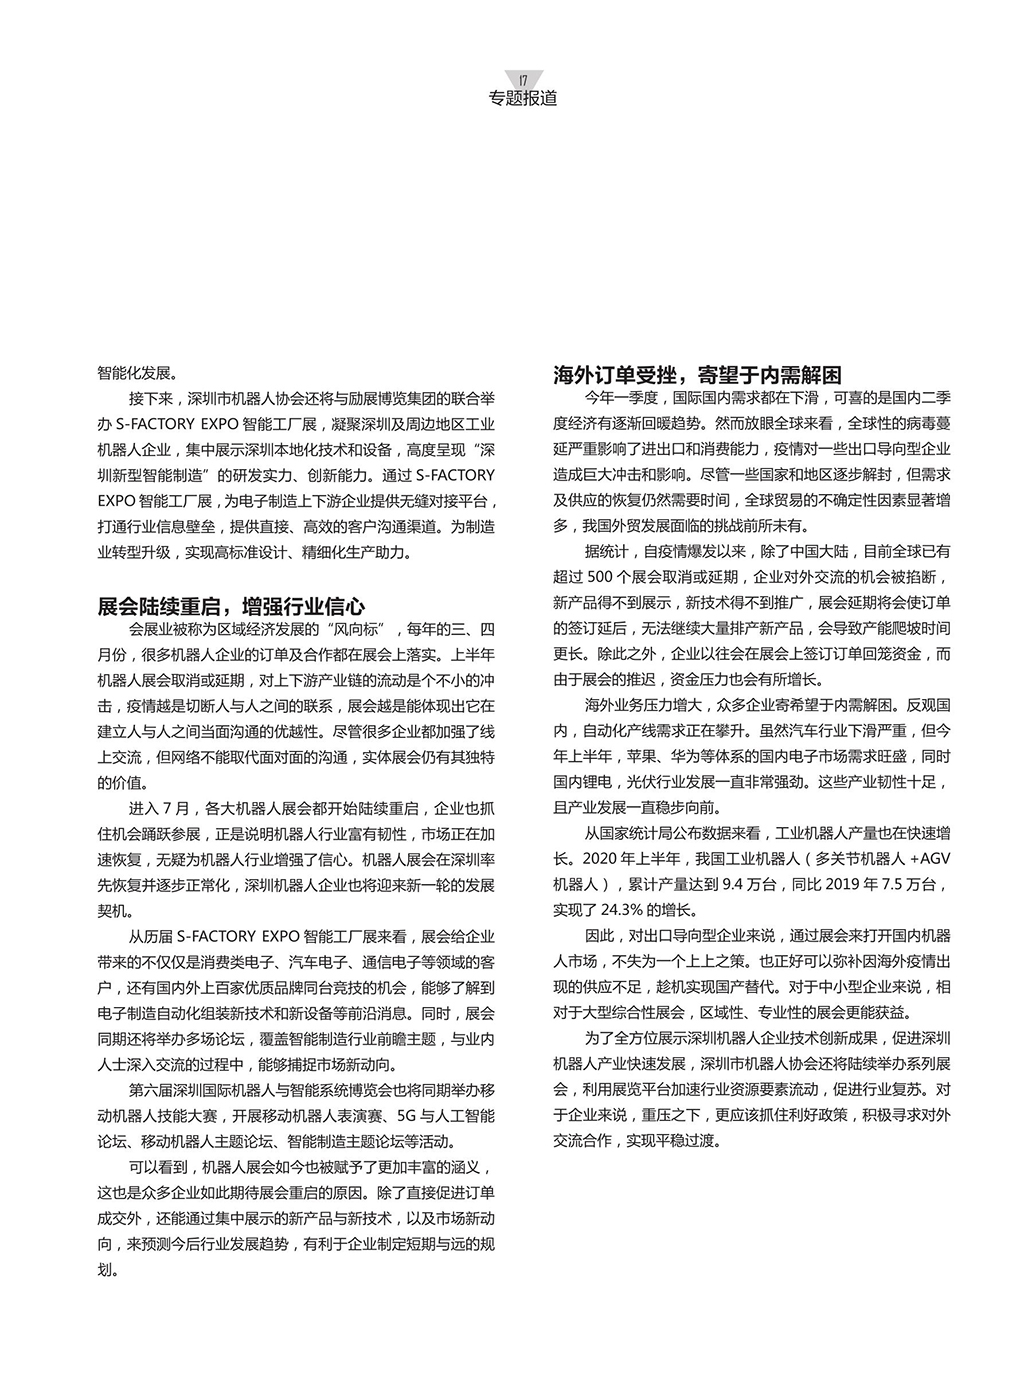 17
专题报道
智能化发展。
接下来，深圳市机器人协会还将与励展博览集团的联合举
办 S-FACTORY EXPO 智能工厂展，凝聚深圳及周边地区工业
机器人企业，集中展示深圳本地化技术和设备，高度呈现“深
圳新型智能制造”的研发实力、创新能力。通过 S-FACTORY
EXPO 智能工厂展，为电子制造上下游企业提供无缝对接平台，
打通行业信息壁垒，提供直接、高效的客户沟通渠道。为制造
业转型升级，实现高标准设计、精细化生产助力。
展会陆续重启，增强行业信心
会展业被称为区域经济发展的“风向标”，每年的三、四
月份，很多机器人企业的订单及合作都在展会上落实。上半年
机器人展会取消或延期，对上下游产业链的流动是个不小的冲
击，疫情越是切断人与人之间的联系，展会越是能体现出它在
建立人与人之间当面沟通的优越性。尽管很多企业都加强了线
上交流，但网络不能取代面对面的沟通，实体展会仍有其独特
的价值。
进入 7 月，各大机器人展会都开始陆续重启，企业也抓
住机会踊跃参展，正是说明机器人行业富有韧性，市场正在加
速恢复，无疑为机器人行业增强了信心。机器人展会在深圳率
先恢复并逐步正常化，深圳机器人企业也将迎来新一轮的发展
契机。
从历届 S-FACTORY EXPO 智能工厂展来看，展会给企业
带来的不仅仅是消费类电子、汽车电子、通信电子等领域的客
户，还有国内外上百家优质品牌同台竞技的机会，能够了解到
电子制造自动化组装新技术和新设备等前沿消息。同时，展会
同期还将举办多场论坛，覆盖智能制造行业前瞻主题，与业内
人士深入交流的过程中，能够捕捉市场新动向。
第六届深圳国际机器人与智能系统博览会也将同期举办移
动机器人技能大赛，开展移动机器人表演赛、5G 与人工智能
论坛、移动机器人主题论坛、智能制造主题论坛等活动。
可以看到，机器人展会如今也被赋予了更加丰富的涵义，
这也是众多企业如此期待展会重启的原因。除了直接促进订单
成交外，还能通过集中展示的新产品与新技术，以及市场新动
向，来预测今后行业发展趋势，有利于企业制定短期与远的规
划。
海外订单受挫，寄望于内需解困
今年一季度，国际国内需求都在下滑，可喜的是国内二季
度经济有逐渐回暖趋势。然而放眼全球来看，全球性的病毒蔓
延严重影响了进出口和消费能力，疫情对一些出口导向型企业
造成巨大冲击和影响。尽管一些国家和地区逐步解封，但需求
及供应的恢复仍然需要时间，全球贸易的不确定性因素显著增
多，我国外贸发展面临的挑战前所未有。
据统计，自疫情爆发以来，除了中国大陆，目前全球已有
超过 500 个展会取消或延期，企业对外交流的机会被掐断，
新产品得不到展示，新技术得不到推广，展会延期将会使订单
的签订延后，无法继续大量排产新产品，会导致产能爬坡时间
更长。除此之外，企业以往会在展会上签订订单回笼资金，而
由于展会的推迟，资金压力也会有所增长。
海外业务压力增大，众多企业寄希望于内需解困。反观国
内，自动化产线需求正在攀升。虽然汽车行业下滑严重，但今
年上半年，苹果、华为等体系的国内电子市场需求旺盛，同时
国内锂电，光伏行业发展一直非常强劲。这些产业韧性十足，
且产业发展一直稳步向前。
从国家统计局公布数据来看，工业机器人产量也在快速增
长。2020 年上半年，我国工业机器人（多关节机器人 +AGV
机器人），累计产量达到 9.4 万台，同比 2019 年 7.5 万台，
实现了 24.3% 的增长。
因此，对出口导向型企业来说，通过展会来打开国内机器
人市场，不失为一个上上之策。也正好可以弥补因海外疫情出
现的供应不足，趁机实现国产替代。对于中小型企业来说，相
对于大型综合性展会，区域性、专业性的展会更能获益。
为了全方位展示深圳机器人企业技术创新成果，促进深圳
机器人产业快速发展，深圳市机器人协会还将陆续举办系列展
会，利用展览平台加速行业资源要素流动，促进行业复苏。对
于企业来说，重压之下，更应该抓住利好政策，积极寻求对外
交流合作，实现平稳过渡。